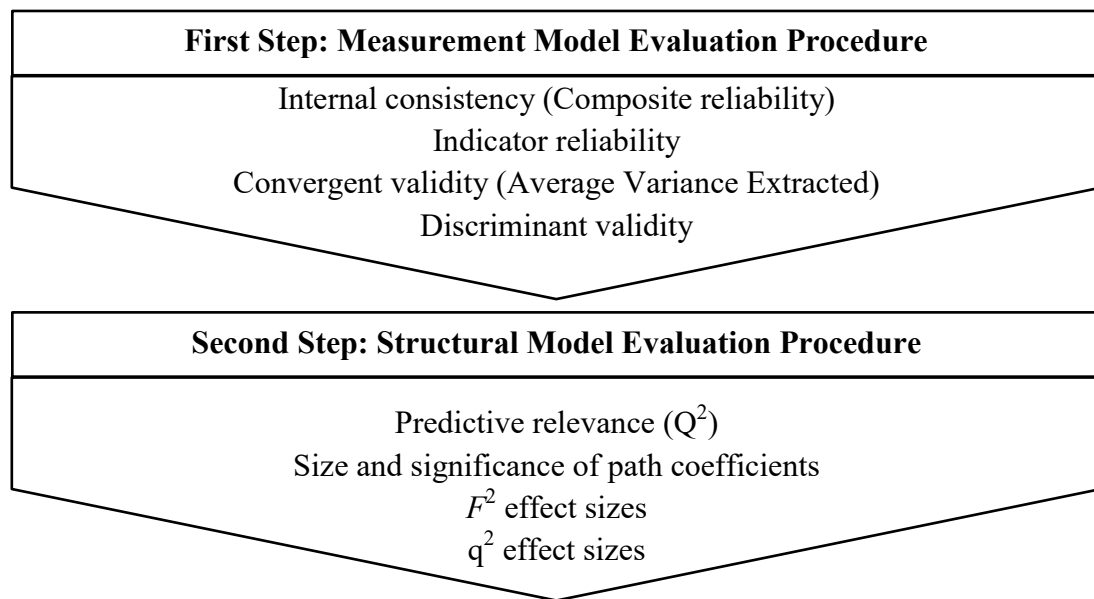 First Step: Measurement Model Evaluation Procedure
Internal consistency (Composite reliability)
Indicator reliability
Convergent validity (Average Variance Extracted)
Discriminant validity
Second Step: Structural Model Evaluation Procedure
Predictive relevance (Q²)
Size and significance of path coefficients
F² effect sizes
q² effect sizes